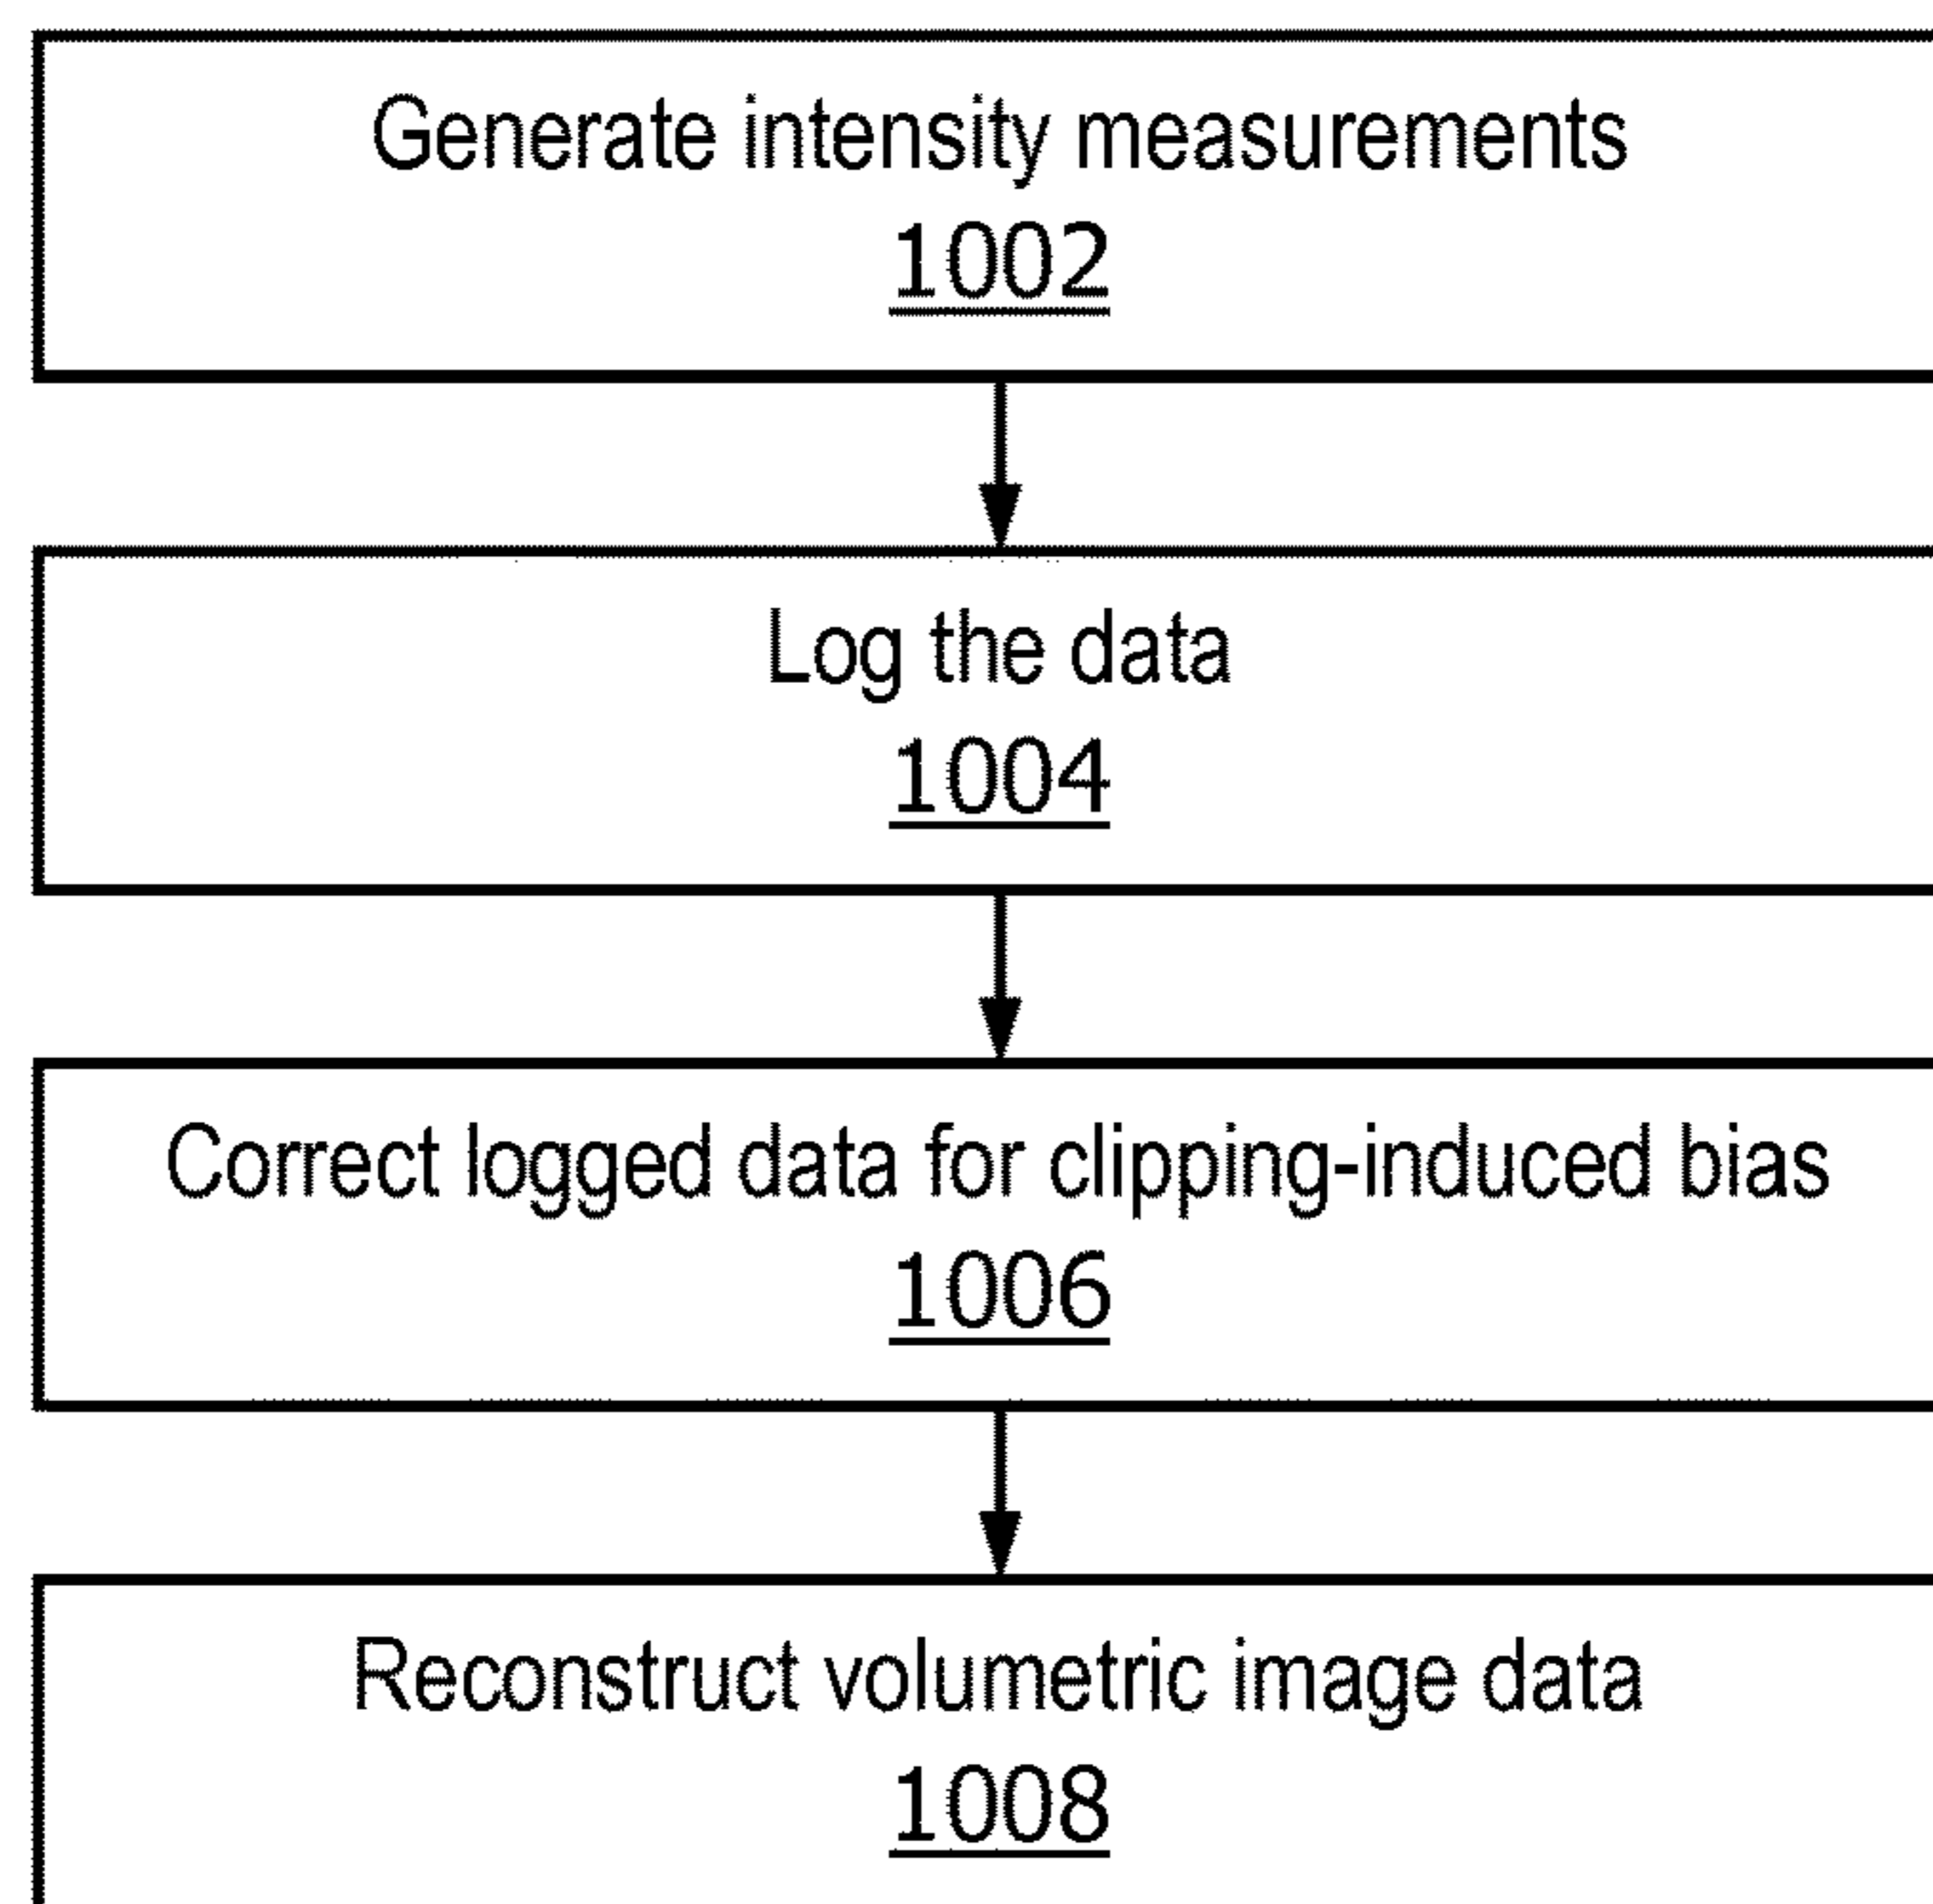 Generate intensity measurements
1002
Log the data
1004
Correct logged data for clipping-induced bias
1006
Reconstruct volumetric image data
1008